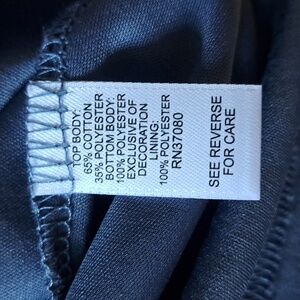 TOP BODY:
65% COTTON
35% POLYESTER
BOTTOM BODY:
100% POLYESTER
EXCLUSIVE OF
DECORATION
LINING:
100% POLYESTER
RN37080
SEE REVERSE
FOR CARE